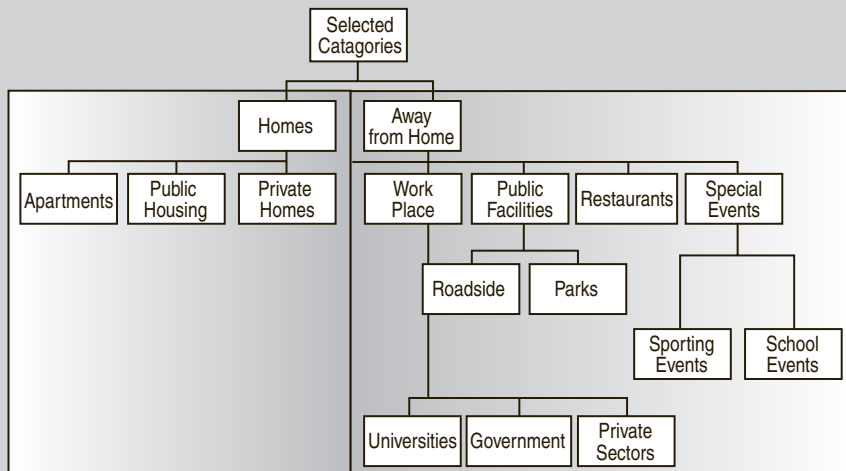 Selected
Catagories
Homes
Away
from Home
Apartments
Public
Housing
Private
Homes
Work
Place
Public
Facilities
Restaurants
Special
Events
Roadside
Parks
Sporting
Events
School
Events
Universities
Government
Private
Sectors